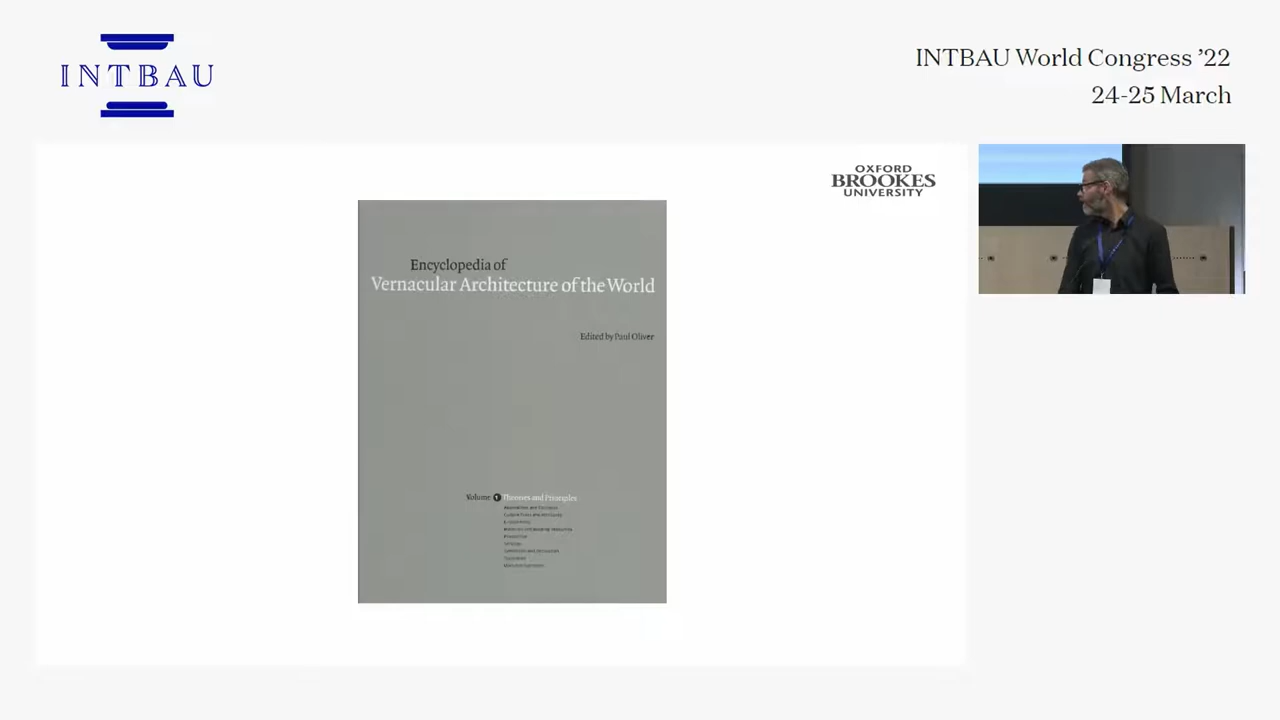 INTBAU
INTBAU World Congress ’22
24-25 March
OXFORD
BROOKES
UNIVERSITY
Encyclopedia of
Vernacular Architecture of the World
Edited by Paul Oliver
Volume 1 Theories and Principles